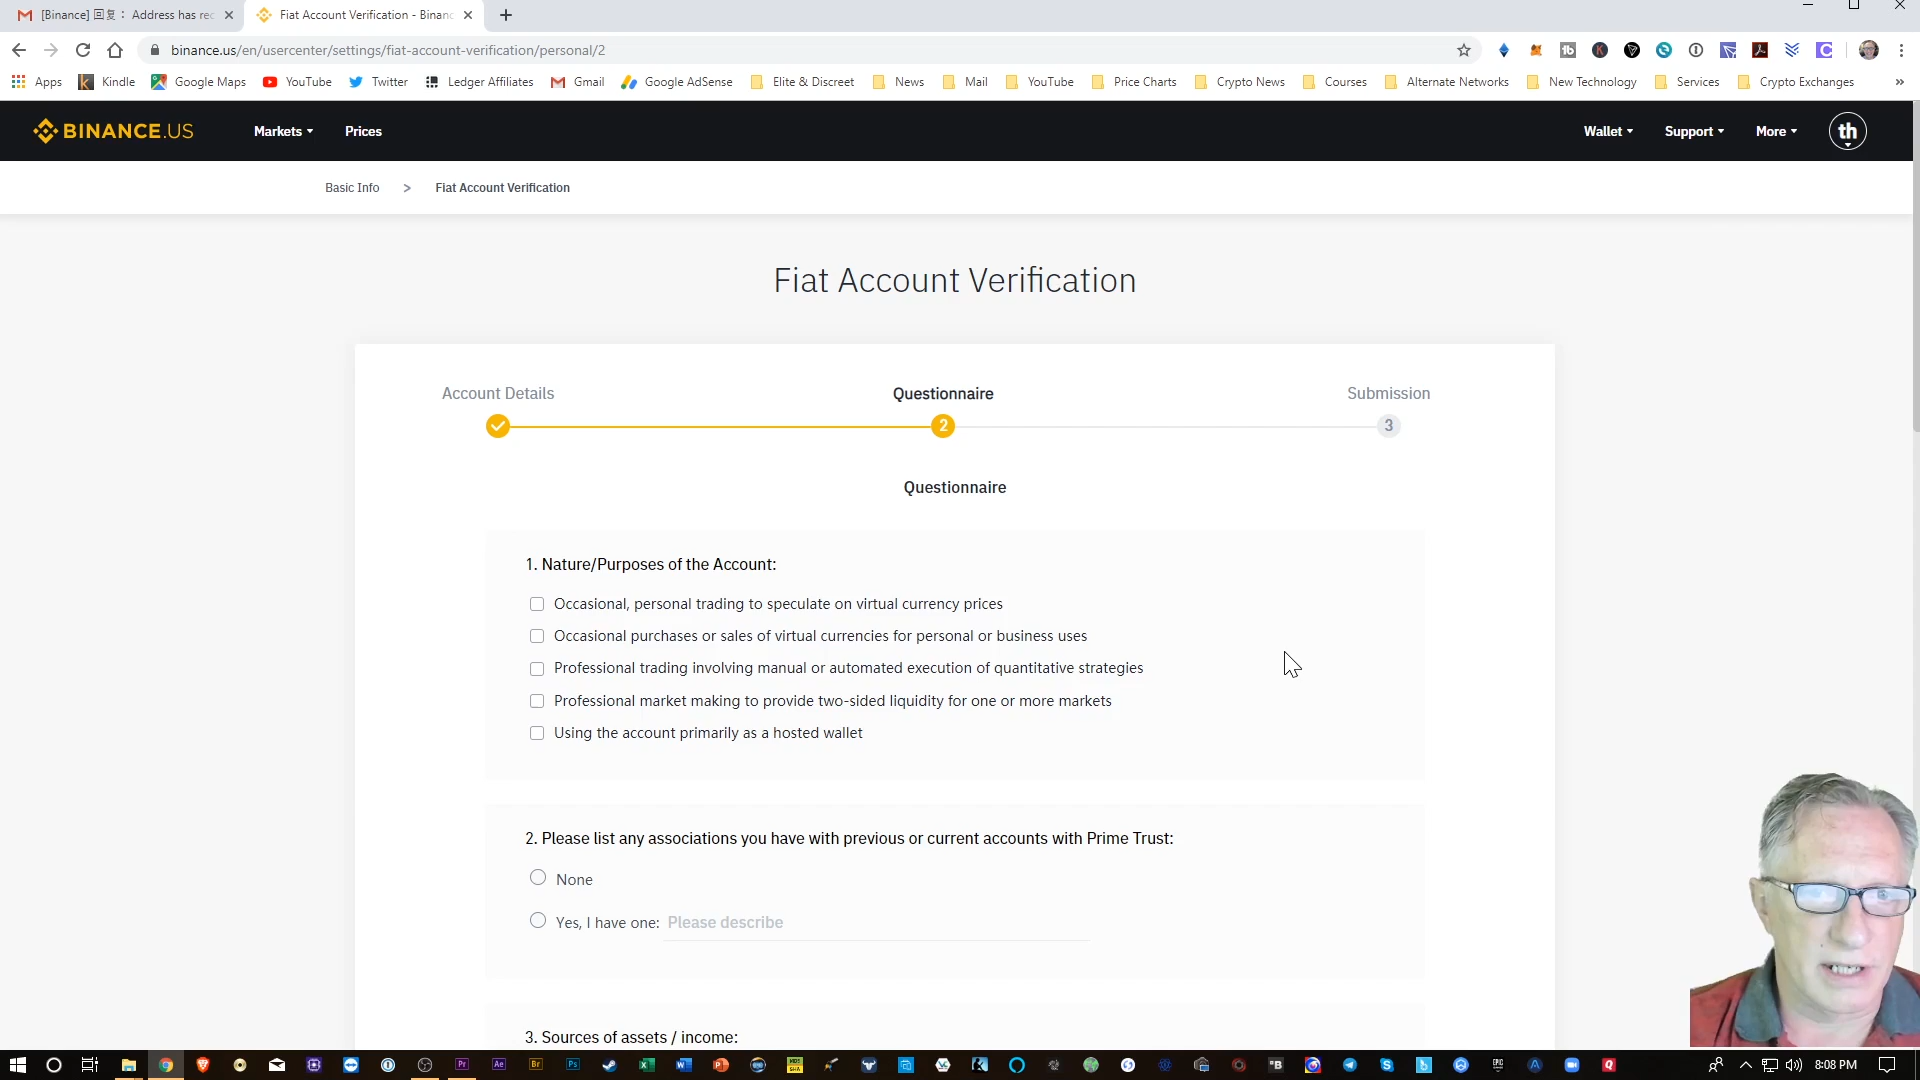 [Binance] 回复： Address has rec
Fiat Account Verification - Binanc
binance.us/en/usercenter/settings/fiat-account-verification/personal/2
Apps
Kindle
Google Maps
YouTube
Twitter
Ledger Affiliates
Gmail
Google AdSense
Elite & Discreet
News
Mail
YouTube
Price Charts
Crypto News
Courses
Alternate Networks
New Technology
Services
Crypto Exchanges
»
BINANCE.US
Markets
Prices
Wallet
Support
More
th
Basic Info > Fiat Account Verification
Fiat Account Verification
Account Details
Questionnaire
Submission
2
3
Questionnaire
1. Nature/Purposes of the Account:
Occasional, personal trading to speculate on virtual currency prices
Occasional purchases or sales of virtual currencies for personal or business uses
Professional trading involving manual or automated execution of quantitative strategies
Professional market making to provide two-sided liquidity for one or more markets
Using the account primarily as a hosted wallet
2. Please list any associations you have with previous or current accounts with Prime Trust:
None
Yes, I have one: Please describe
3. Sources of assets / income:
8:08 PM